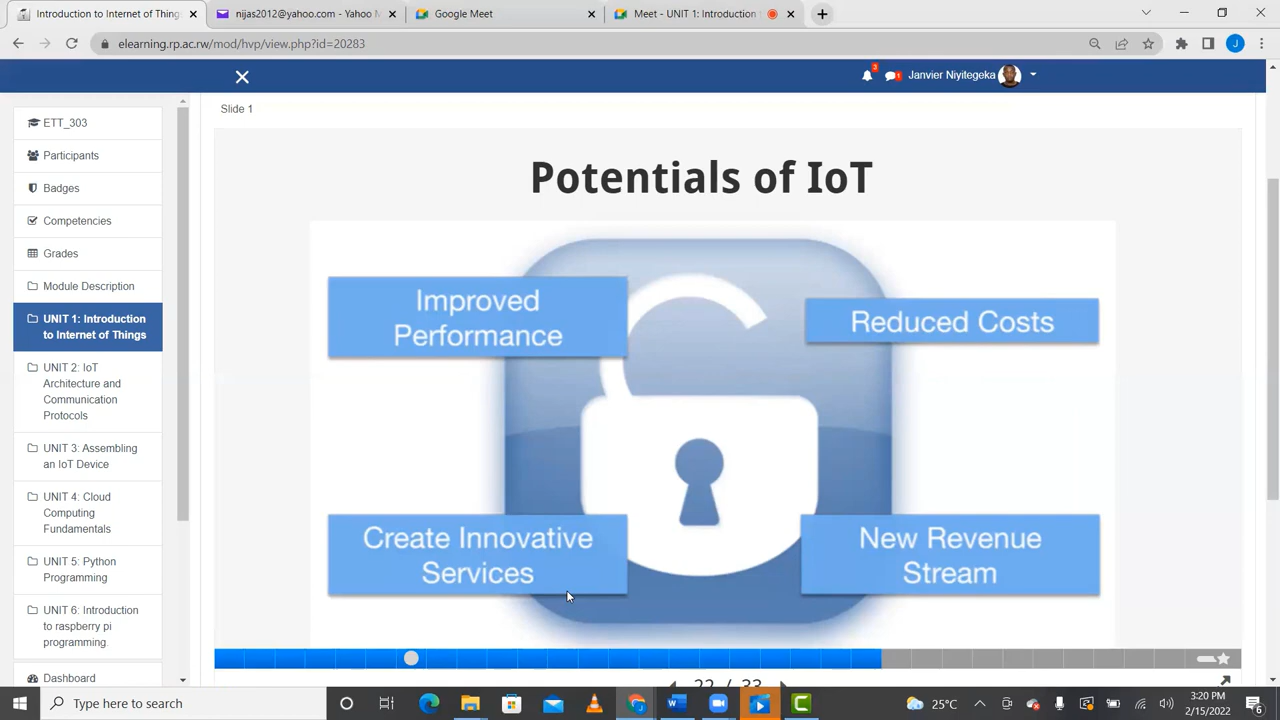 Introduction to Internet of Thing
nijas2012@yahoo.com - Yahoo M
Google Meet
Meet - UNIT 1: Introduction
elearning.rp.ac.rw/mod/hvp/view.php?id=20283
J
3
1
Janvier Niyitegeka
ETT_303
Participants
Badges
Competencies
Grades
Module Description
UNIT 1: Introduction
to Internet of Things
UNIT 2: IoT
Architecture and
Communication
Protocols
UNIT 3: Assembling
an IoT Device
UNIT 4: Cloud
Computing
Fundamentals
UNIT 5: Python
Programming
UNIT 6: Introduction
to raspberry pi
programming
Dashboard
Slide 1
Potentials of IoT
Improved
Performance
Reduced Costs
Create Innovative
Services
New Revenue
Stream
22 / 33
Type here to search
25°C
3:20 PM
2/15/2022
6